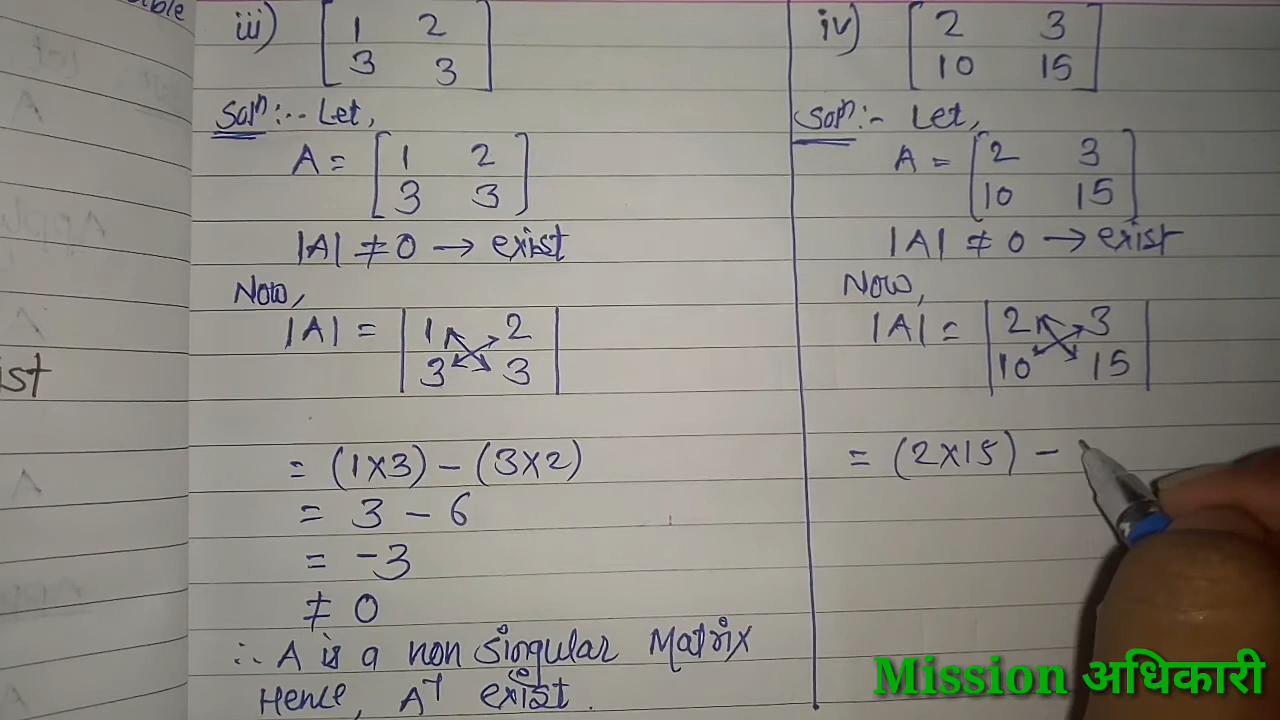 iii) [1 2
3 3]
Solⁿ:-- Let,
A = [1 2
3 3]
|A| ≠ 0 → exist
Now,
|A| = |1 2
3 3|
= (1×3) - (3×2)
= 3 - 6
= -3
≠ 0
∴ A is a non singular Matrix
Hence, A⁻¹ exist.
iv) [2 3
10 15]
Solⁿ:- Let,
A = [2 3
10 15]
|A| ≠ 0 → exist
Now,
|A| = |2 3
10 15|
= (2×15) -
Mission अधिकारी